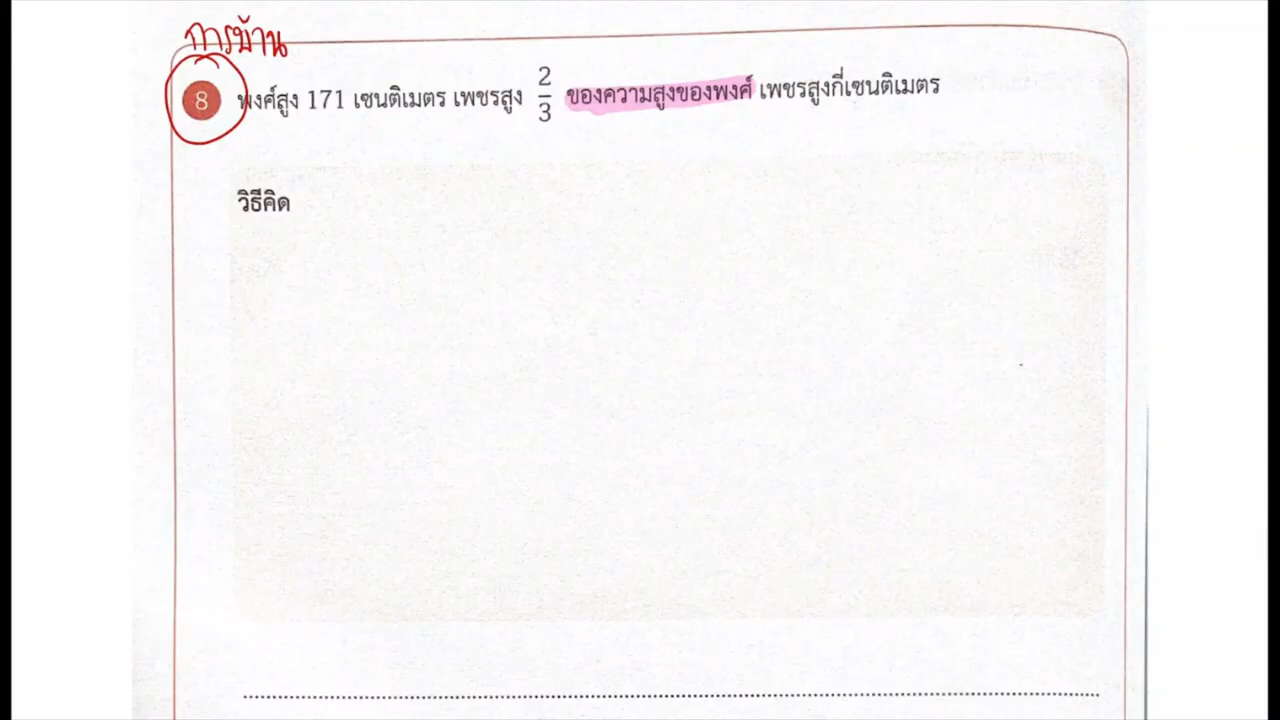 การบ้าน
8 พงศ์สูง 171 เซนติเมตร เพชรสูง 2/3 ของความสูงของพงศ์ เพชรสูงกี่เซนติเมตร
วิธีคิด